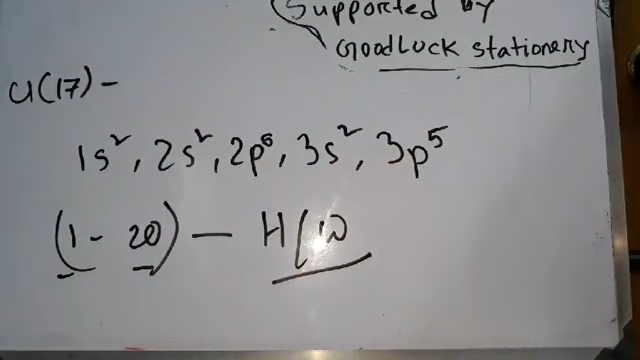 Supported by
Goodluck stationery
Cl(17) -
1s², 2s², 2p⁶, 3s², 3p⁵
(1 - 20) — H/W